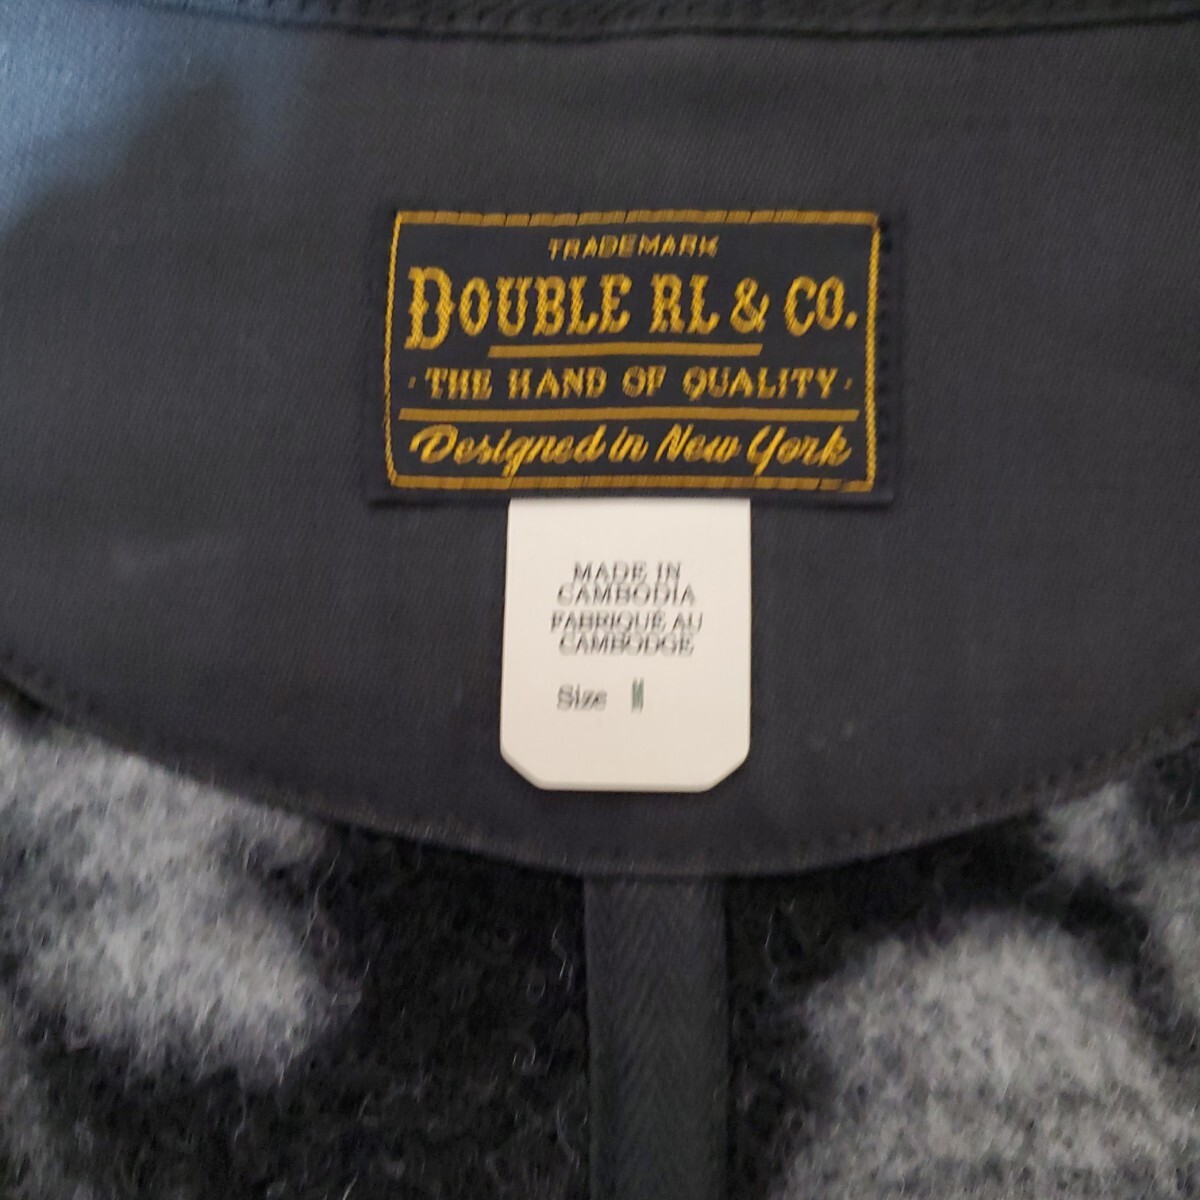 TRADEMARK
DOUBLE RL & CO.
· THE HAND OF QUALITY ·
Designed in New York
MADE IN
CAMBODIA
FABRIQUÉ AU
CAMBODGE
Size M